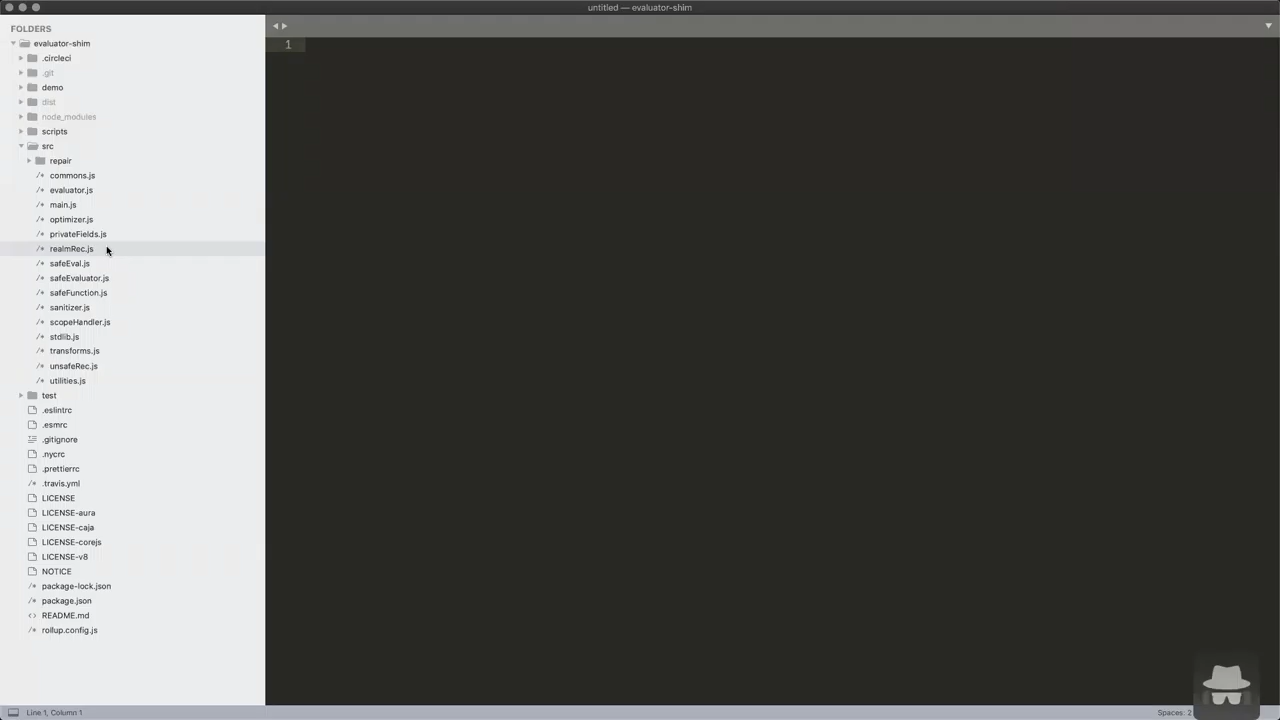 untitled — evaluator-shim
FOLDERS
evaluator-shim
.circleci
.git
demo
dist
node_modules
scripts
src
repair
/* commons.js
/* evaluator.js
/* main.js
/* optimizer.js
/* privateFields.js
/* realmRec.js
/* safeEval.js
/* safeEvaluator.js
/* safeFunction.js
/* sanitizer.js
/* scopeHandler.js
/* stdlib.js
/* transforms.js
/* unsafeRec.js
/* utilities.js
test
.eslintrc
.esmrc
.gitignore
.nycrc
.prettierrc
.travis.yml
LICENSE
LICENSE-aura
LICENSE-caja
LICENSE-corejs
LICENSE-v8
NOTICE
/* package-lock.json
/* package.json
<> README.md
/* rollup.config.js
1
Line 1, Column 1
Spaces: 2